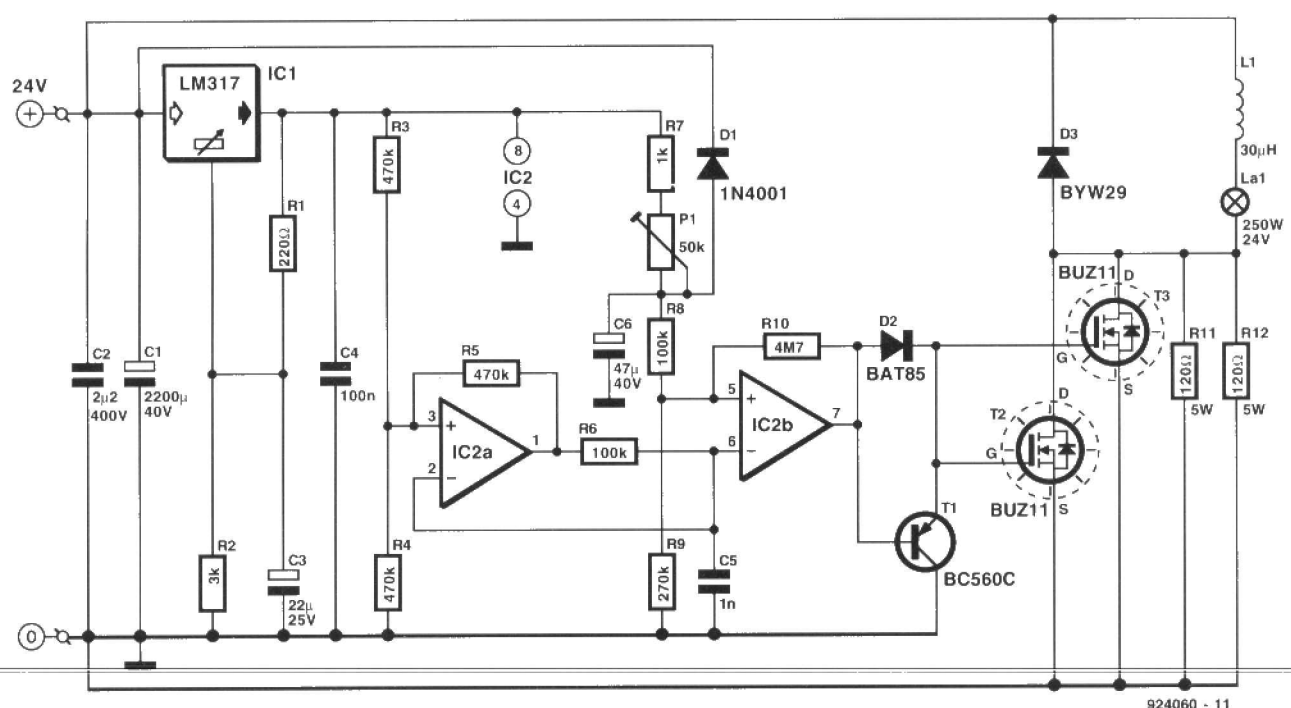 24V
+
LM317
IC1
R3
470k
8
IC2
4
R7
1k
D1
1N4001
P1
50k
D3
BYW29
L1
30µH
La1
250W
24V
R1
220Ω
C2
2µ2
400V
C1
2200µ
40V
C4
100n
R5
470k
C6
47µ
40V
R8
100k
R10
4M7
D2
BAT85
BUZ11
D
T3
G
S
R11
120Ω
5W
R12
120Ω
5W
3
+
IC2a
1
2
−
R6
100k
5
+
IC2b
7
6
−
T2
D
G
BUZ11
S
R2
3k
C3
22µ
25V
R4
470k
R9
270k
C5
1n
T1
BC560C
0
924060 - 11